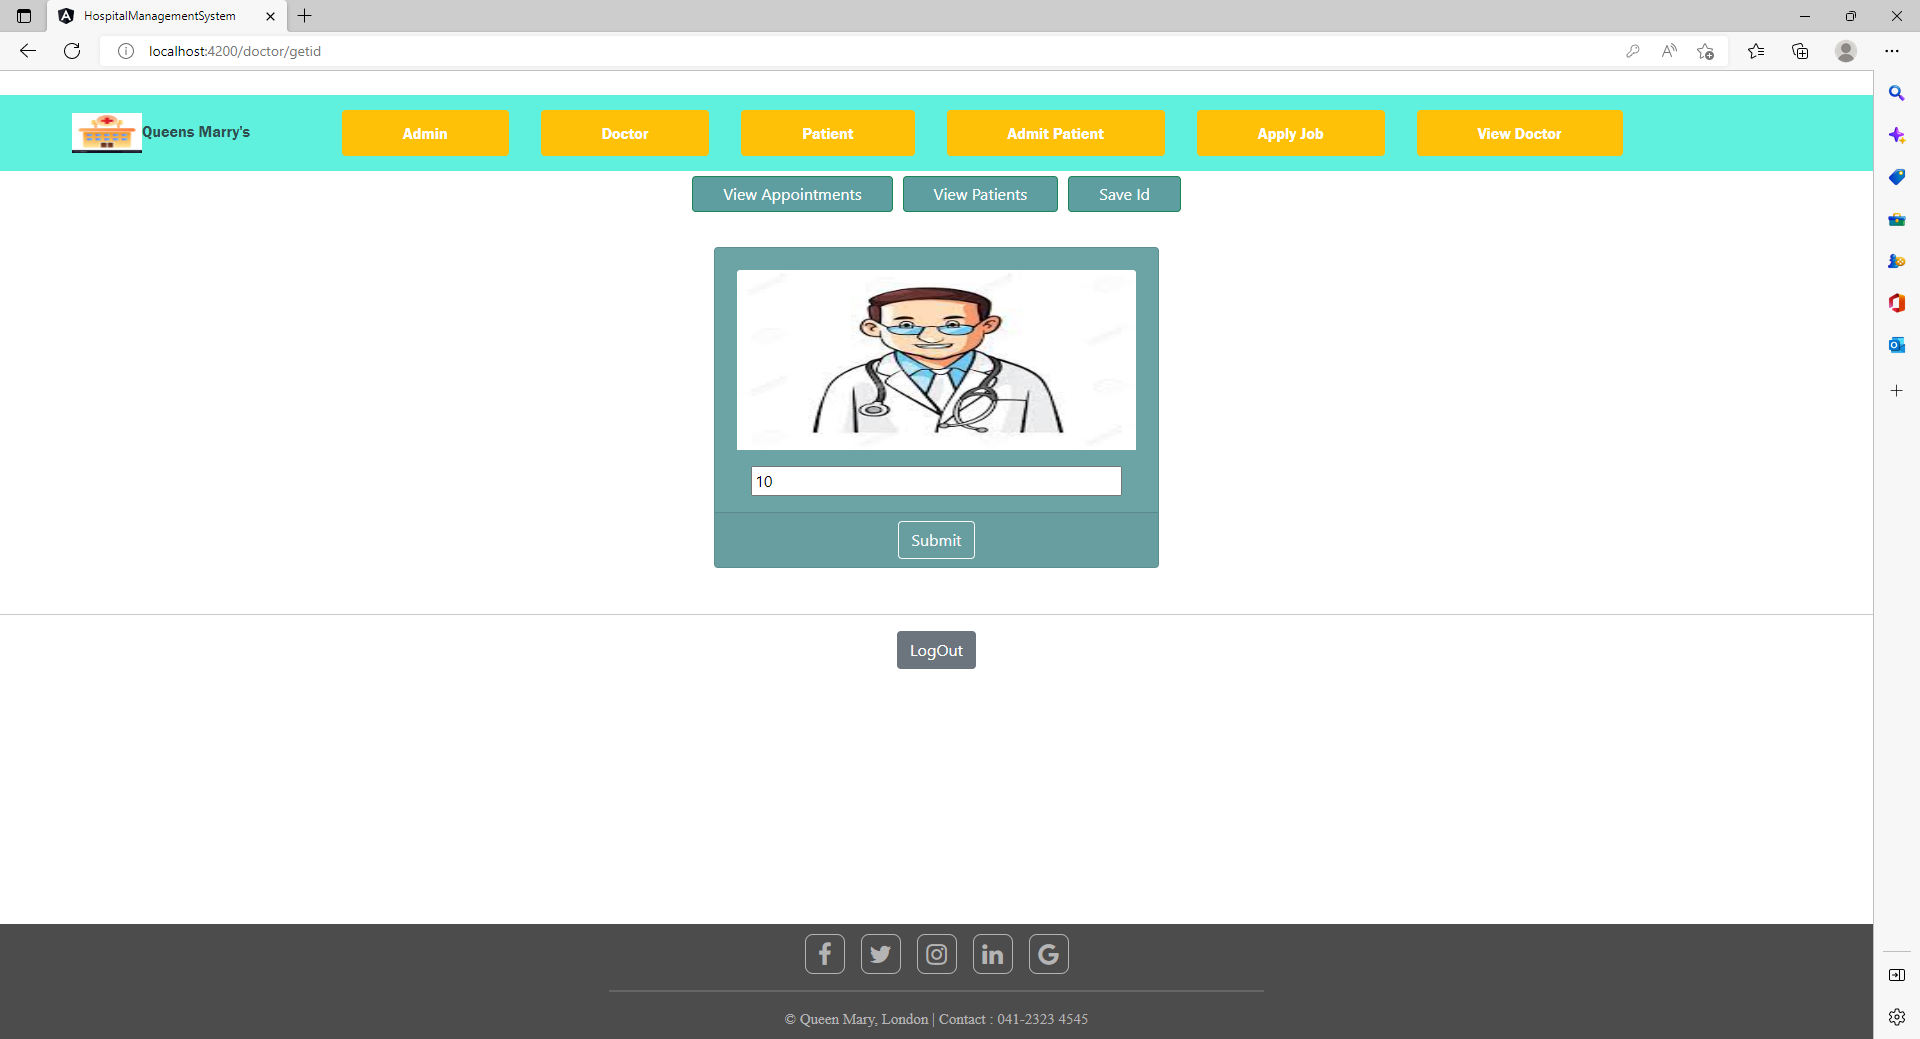 HospitalManagementSystem
localhost:4200/doctor/getid
Queens Marry's
Admin
Doctor
Patient
Admit Patient
Apply Job
View Doctor
View Appointments
View Patients
Save Id
10
Submit
LogOut
© Queen Mary, London | Contact : 041-2323 4545